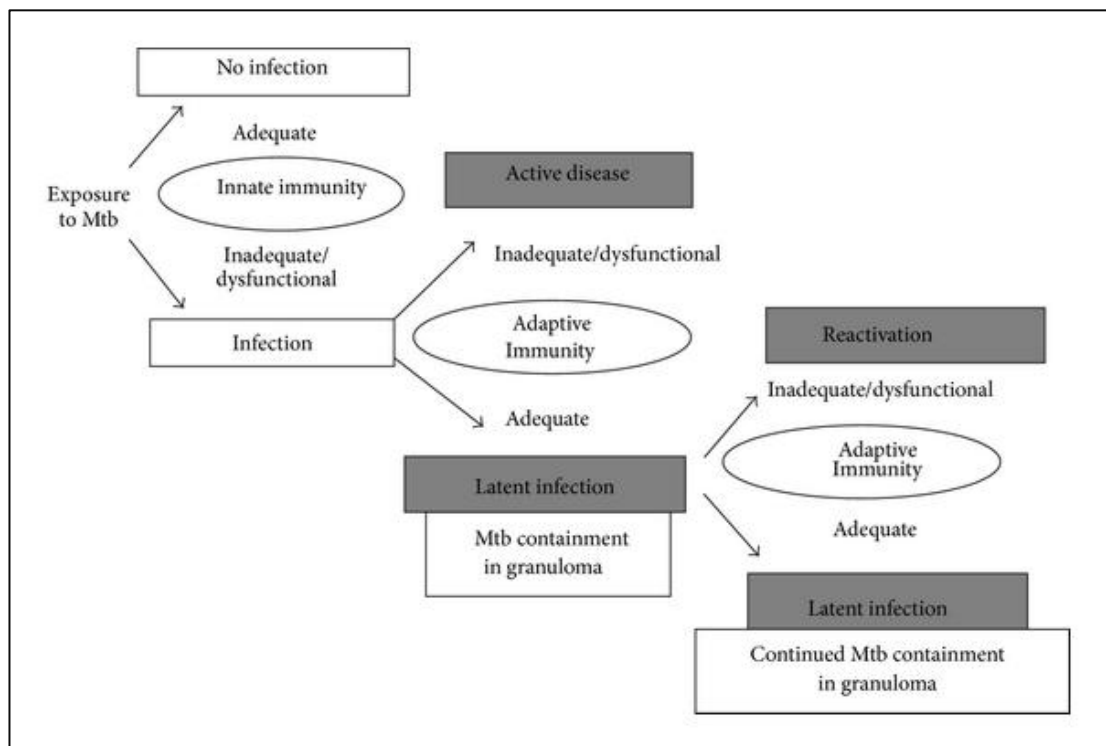 No infection
Adequate
Innate immunity
Exposure
to Mtb
Inadequate/
dysfunctional
Infection
Active disease
Inadequate/dysfunctional
Adaptive
Immunity
Adequate
Latent infection
Mtb containment
in granuloma
Reactivation
Inadequate/dysfunctional
Adaptive
Immunity
Adequate
Latent infection
Continued Mtb containment
in granuloma